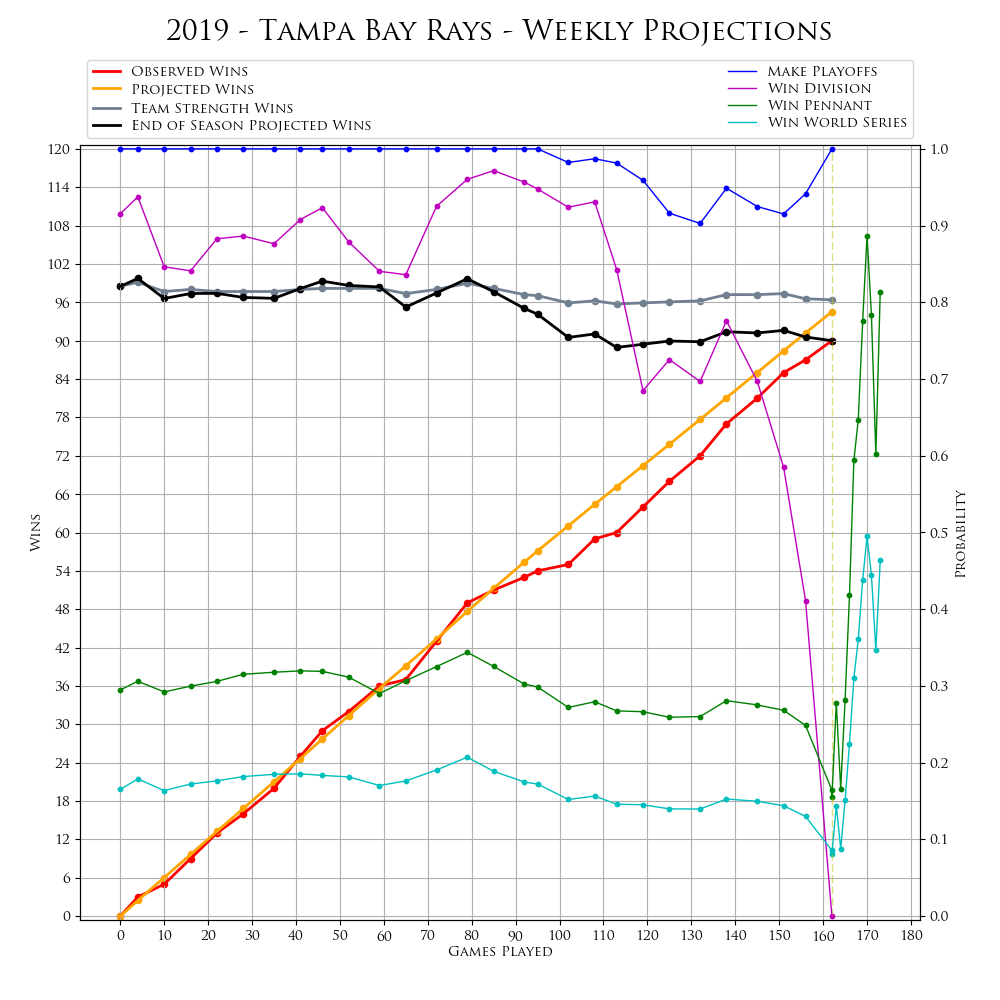 2019 - Tampa Bay Rays - Weekly Projections
Observed Wins
Projected Wins
Team Strength Wins
End of Season Projected Wins
Make Playoffs
Win Division
Win Pennant
Win World Series
120
114
108
102
96
90
84
78
72
66
60
54
48
42
36
30
24
18
12
6
0
Wins
1.0
0.9
0.8
0.7
0.6
0.5
0.4
0.3
0.2
0.1
0.0
Probability
0 10 20 30 40 50 60 70 80 90 100 110 120 130 140 150 160 170 180
Games Played